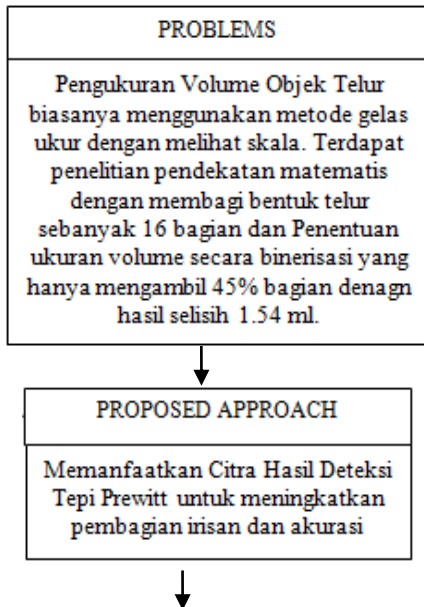 PROBLEMS
Pengukuran Volume Objek Telur
biasanya menggunakan metode gelas
ukur dengan melihat skala. Terdapat
penelitian pendekatan matematis
dengan membagi bentuk telur
sebanyak 16 bagian dan Penentuan
ukuran volume secara binerisasi yang
hanya mengambil 45% bagian denagn
hasil selisih 1.54 ml.
PROPOSED APPROACH
Memanfaatkan Citra Hasil Deteksi
Tepi Prewitt untuk meningkatkan
pembagian irisan dan akurasi